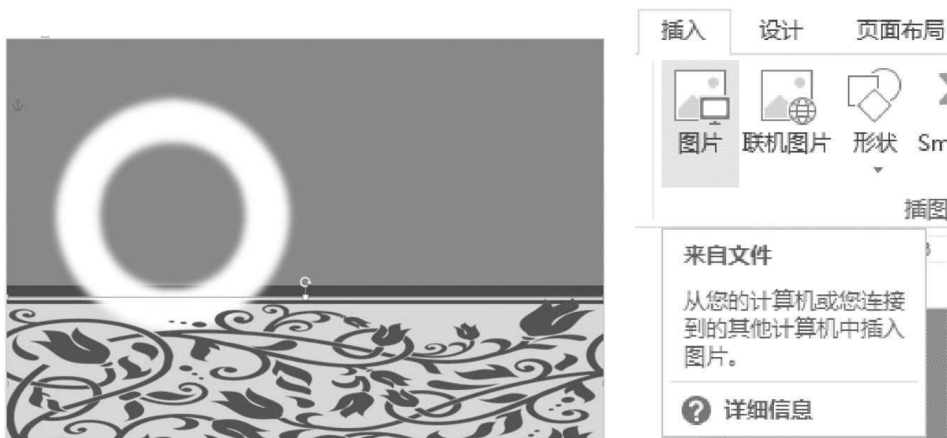 插入 设计 页面布局
图片 联机图片 形状 Sm
插图
来自文件
从您的计算机或您连接
到的其他计算机中插入
图片。
详细信息